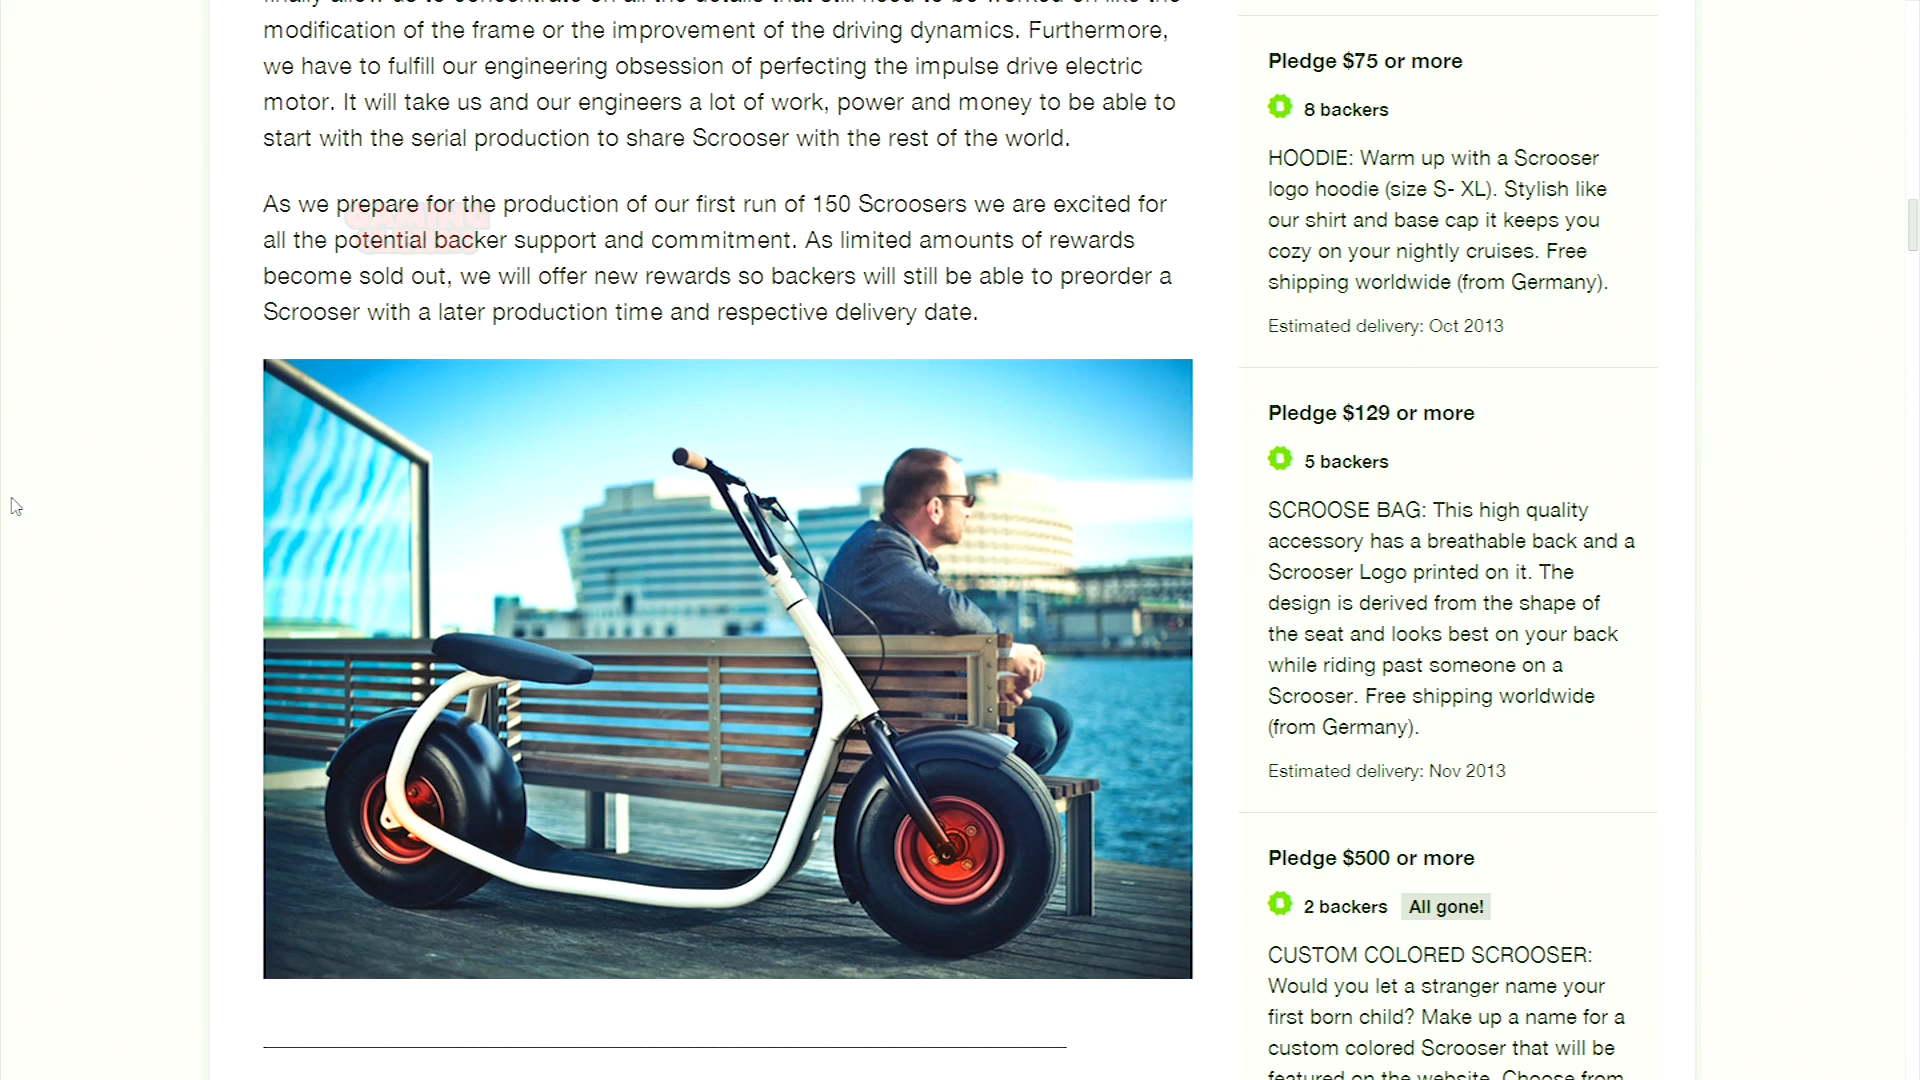 modification of the frame or the improvement of the driving dynamics. Furthermore,
we have to fulfill our engineering obsession of perfecting the impulse drive electric
motor. It will take us and our engineers a lot of work, power and money to be able to
start with the serial production to share Scrooser with the rest of the world.
As we prepare for the production of our first run of 150 Scroosers we are excited for
all the potential backer support and commitment. As limited amounts of rewards
become sold out, we will offer new rewards so backers will still be able to preorder a
Scrooser with a later production time and respective delivery date.
Pledge $75 or more
8 backers
HOODIE: Warm up with a Scrooser
logo hoodie (size S- XL). Stylish like
our shirt and base cap it keeps you
cozy on your nightly cruises. Free
shipping worldwide (from Germany).
Estimated delivery: Oct 2013
Pledge $129 or more
5 backers
SCROOSE BAG: This high quality
accessory has a breathable back and a
Scrooser Logo printed on it. The
design is derived from the shape of
the seat and looks best on your back
while riding past someone on a
Scrooser. Free shipping worldwide
(from Germany).
Estimated delivery: Nov 2013
Pledge $500 or more
2 backers All gone!
CUSTOM COLORED SCROOSER:
Would you let a stranger name your
first born child? Make up a name for a
custom colored Scrooser that will be
featured on the website. Choose from